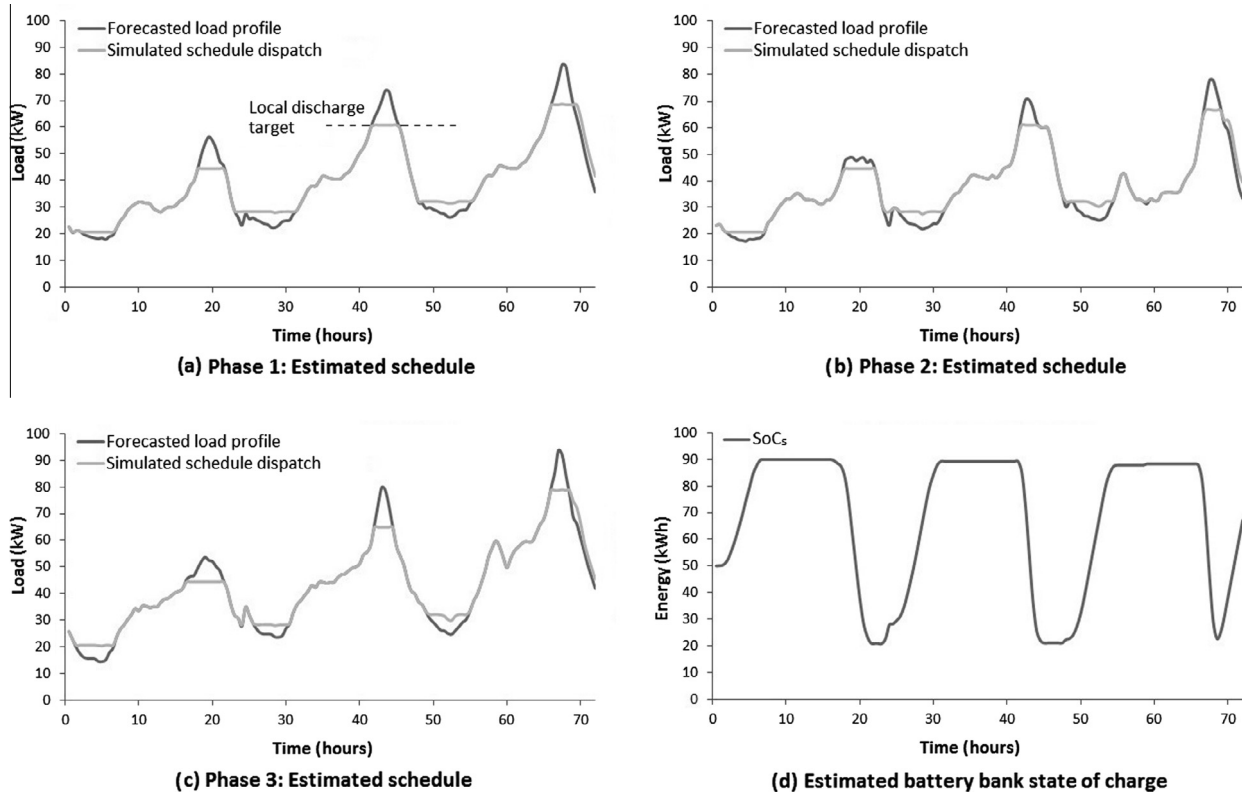 Forecasted load profile
Simulated schedule dispatch
Local discharge
target
Load (kW)
100
90
80
70
60
50
40
30
20
10
0
0 10 20 30 40 50 60 70
Time (hours)
(a) Phase 1: Estimated schedule
Forecasted load profile
Simulated schedule dispatch
Load (kW)
100
90
80
70
60
50
40
30
20
10
0
0 10 20 30 40 50 60 70
Time (hours)
(b) Phase 2: Estimated schedule
Forecasted load profile
Simulated schedule dispatch
Load (kW)
100
90
80
70
60
50
40
30
20
10
0
0 10 20 30 40 50 60 70
Time (hours)
(c) Phase 3: Estimated schedule
SoCs
Energy (kWh)
100
90
80
70
60
50
40
30
20
10
0
0 10 20 30 40 50 60 70
Time (hours)
(d) Estimated battery bank state of charge